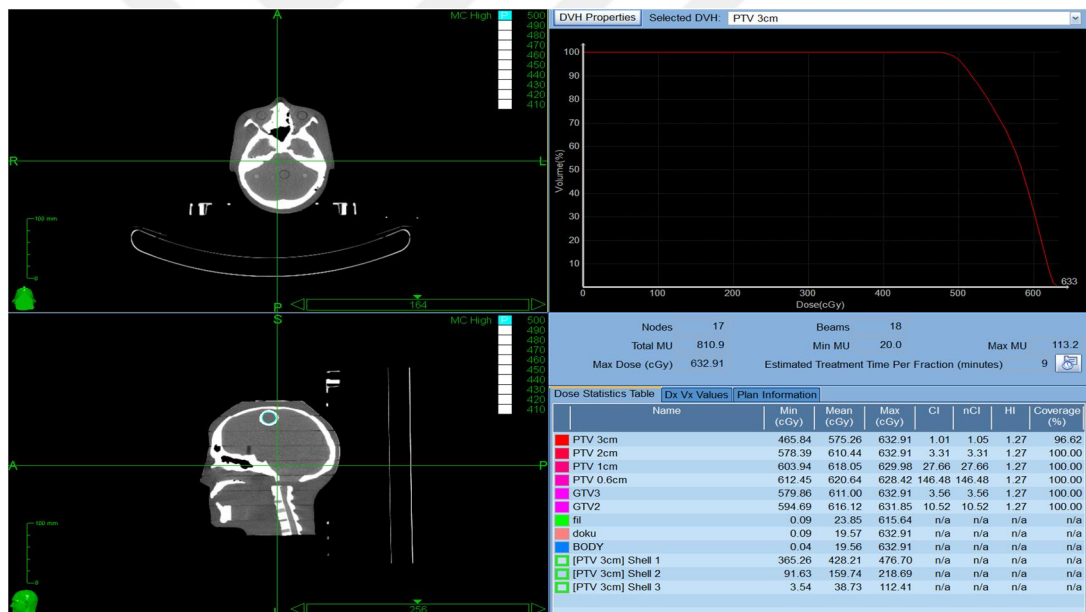 A
MC High P 500
490
480
470
460
450
440
430
420
410
R
L
100 mm
0
P
164
S
MC High P 500
490
480
470
460
450
440
430
420
410
A
P
100 mm
0
I
256
DVH Properties Selected DVH: PTV 3cm
100
90
80
70
60
50
40
30
20
10
Volume(%)
633
0 100 200 300 400 500 600
Dose(cGy)
Nodes 17 Beams 18
Total MU 810.9 Min MU 20.0 Max MU 113.2
Max Dose (cGy) 632.91 Estimated Treatment Time Per Fraction (minutes) 9
Dose Statistics Table Dx Vx Values Plan Information
Name Min (cGy) Mean (cGy) Max (cGy) CI nCI HI Coverage (%)
PTV 3cm 465.84 575.26 632.91 1.01 1.05 1.27 96.62
PTV 2cm 578.39 610.44 632.91 3.31 3.31 1.27 100.00
PTV 1cm 603.94 618.05 629.98 27.66 27.66 1.27 100.00
PTV 0.6cm 612.45 620.64 628.42 146.48 146.48 1.27 100.00
GTV3 579.86 611.00 632.91 3.56 3.56 1.27 100.00
GTV2 594.69 616.12 631.85 10.52 10.52 1.27 100.00
fil 0.09 23.85 615.64 n/a n/a n/a n/a
doku 0.09 19.57 632.91 n/a n/a n/a n/a
BODY 0.04 19.56 632.91 n/a n/a n/a n/a
[PTV 3cm] Shell 1 365.26 428.21 476.70 n/a n/a n/a n/a
[PTV 3cm] Shell 2 91.63 159.74 218.69 n/a n/a n/a n/a
[PTV 3cm] Shell 3 3.54 38.73 112.41 n/a n/a n/a n/a